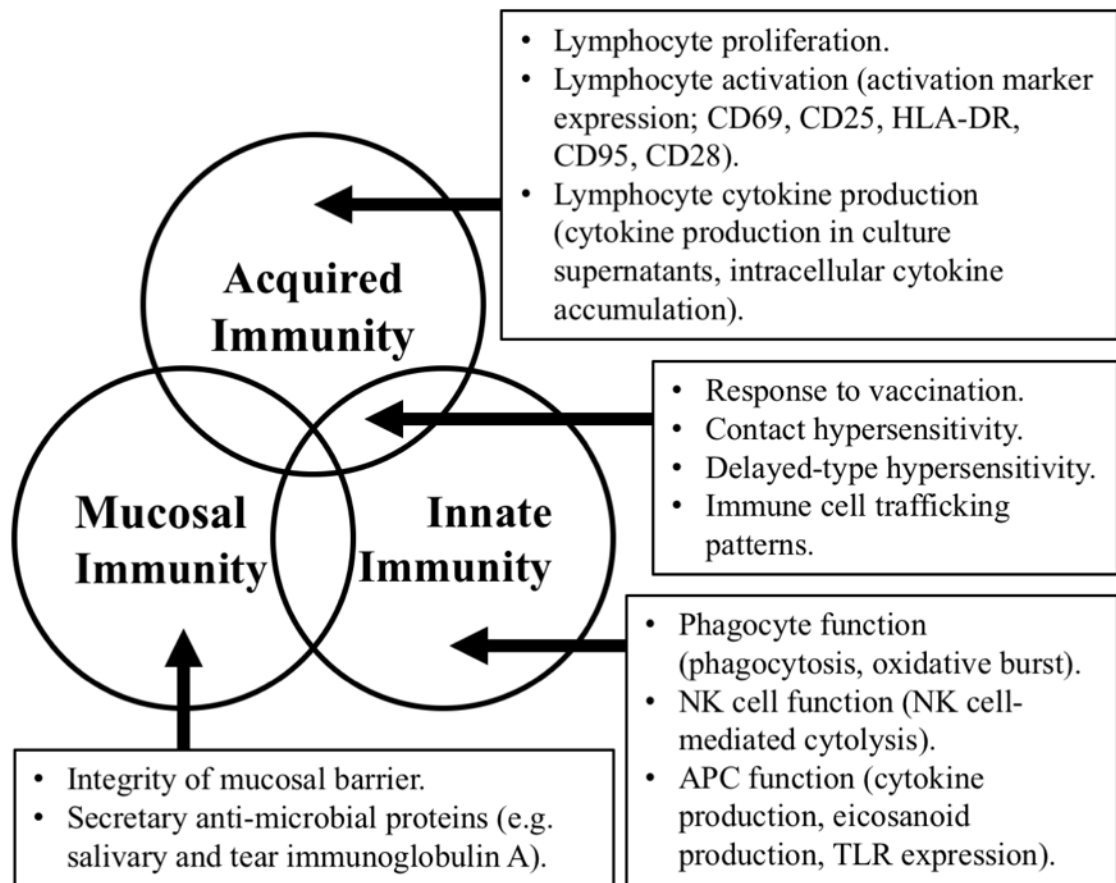 • Lymphocyte proliferation.
• Lymphocyte activation (activation marker
expression; CD69, CD25, HLA-DR,
CD95, CD28).
• Lymphocyte cytokine production
(cytokine production in culture
supernatants, intracellular cytokine
accumulation).
Acquired
Immunity
• Response to vaccination.
• Contact hypersensitivity.
• Delayed-type hypersensitivity.
• Immune cell trafficking
patterns.
Mucosal
Immunity
Innate
Immunity
• Phagocyte function
(phagocytosis, oxidative burst).
• NK cell function (NK cell-
mediated cytolysis).
• APC function (cytokine
production, eicosanoid
production, TLR expression).
• Integrity of mucosal barrier.
• Secretary anti-microbial proteins (e.g.
salivary and tear immunoglobulin A).